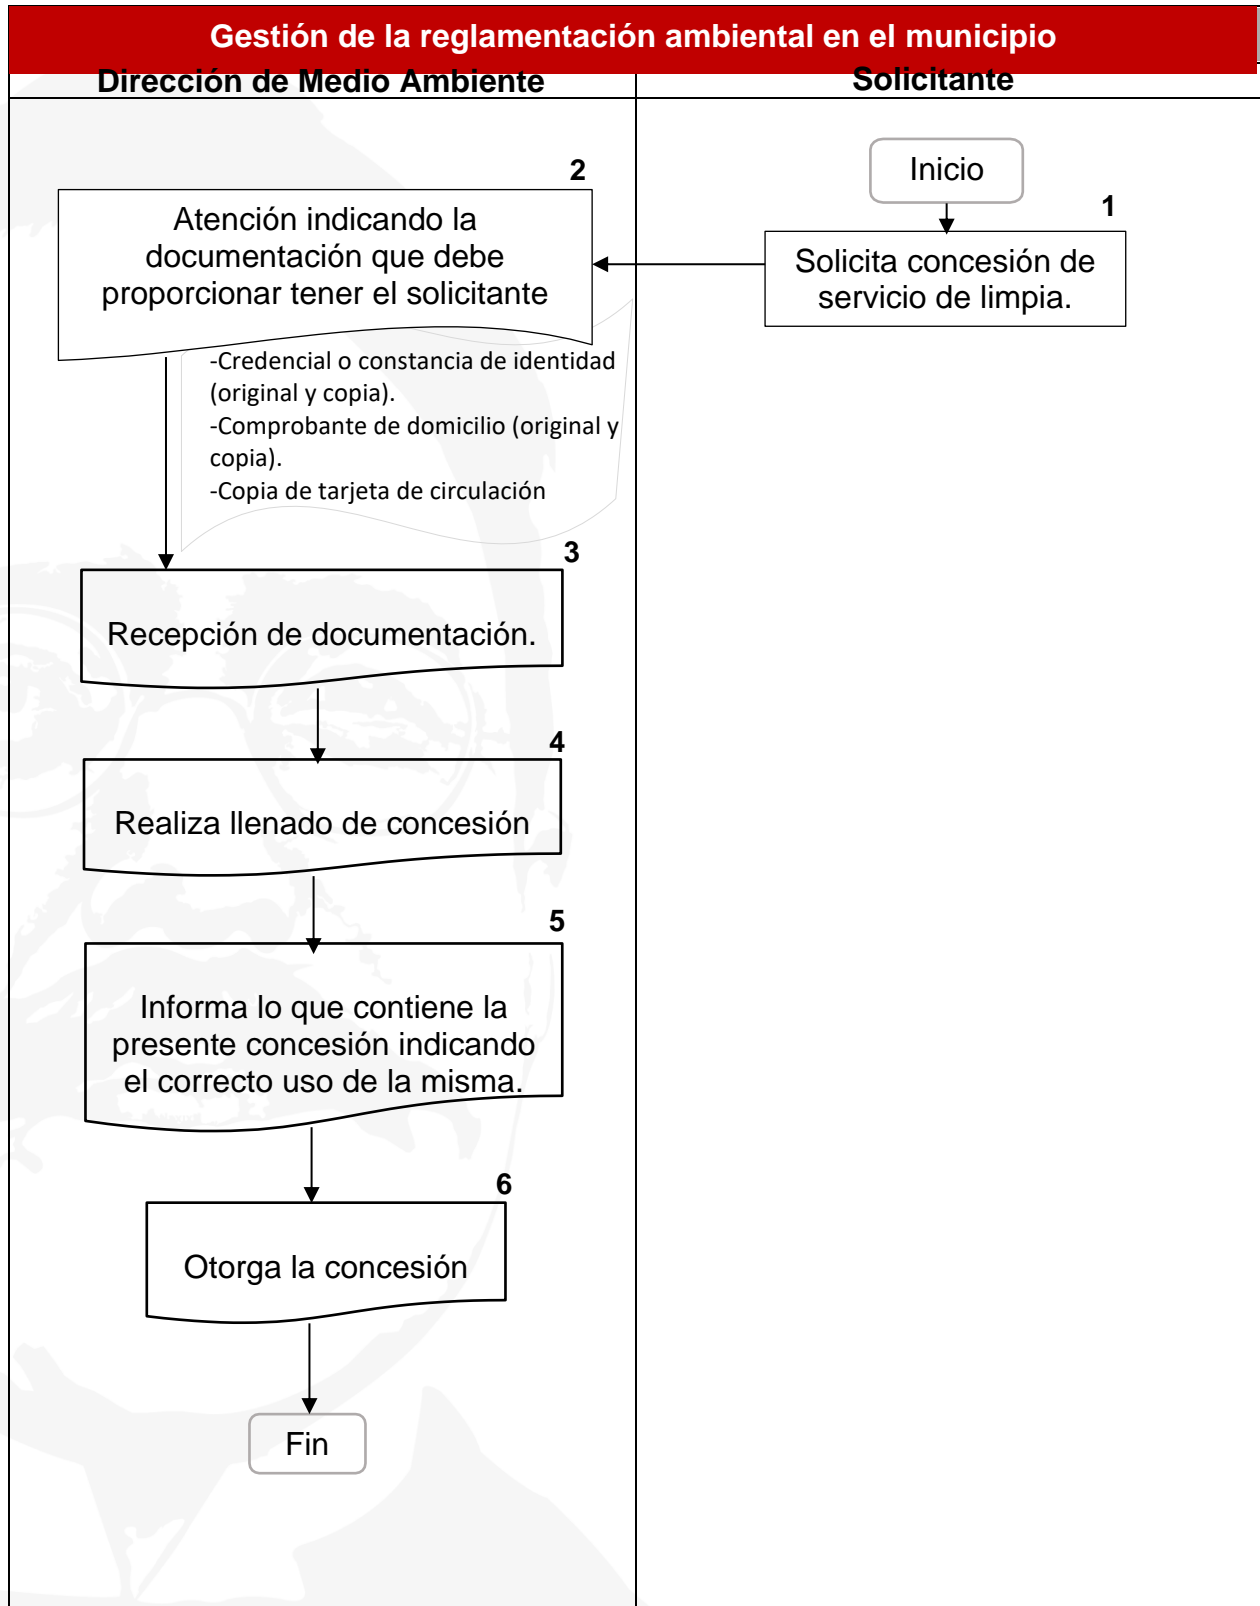 Gestión de la reglamentación ambiental en el municipio
Dirección de Medio Ambiente
Solicitante
Inicio
1
Solicita concesión de
servicio de limpia.
2
Atención indicando la
documentación que debe
proporcionar tener el solicitante
-Credencial o constancia de identidad
(original y copia).
-Comprobante de domicilio (original y
copia).
-Copia de tarjeta de circulación
3
Recepción de documentación.
4
Realiza llenado de concesión
5
Informa lo que contiene la
presente concesión indicando
el correcto uso de la misma.
6
Otorga la concesión
Fin